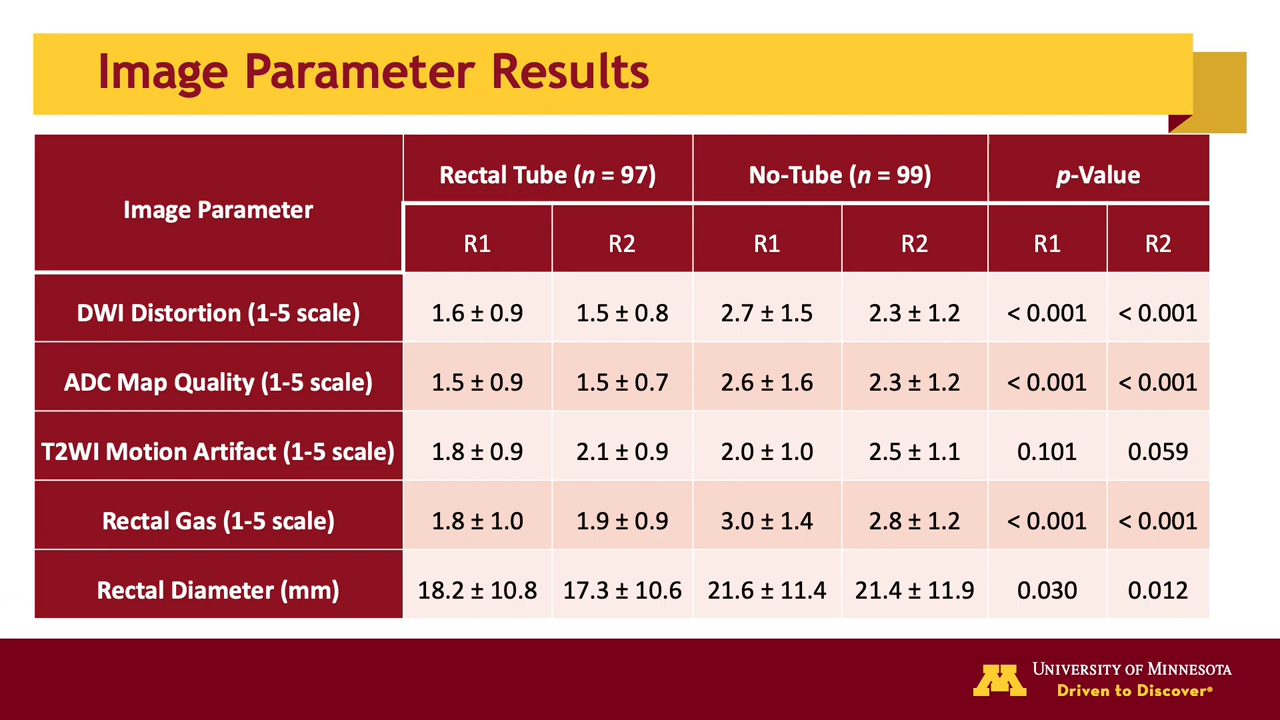 Image Parameter Results
Image Parameter
Rectal Tube (n = 97)
No-Tube (n = 99)
p-Value
R1
R2
R1
R2
R1
R2
DWI Distortion (1-5 scale) 1.6 ± 0.9 1.5 ± 0.8 2.7 ± 1.5 2.3 ± 1.2 < 0.001 < 0.001
ADC Map Quality (1-5 scale) 1.5 ± 0.9 1.5 ± 0.7 2.6 ± 1.6 2.3 ± 1.2 < 0.001 < 0.001
T2WI Motion Artifact (1-5 scale) 1.8 ± 0.9 2.1 ± 0.9 2.0 ± 1.0 2.5 ± 1.1 0.101 0.059
Rectal Gas (1-5 scale) 1.8 ± 1.0 1.9 ± 0.9 3.0 ± 1.4 2.8 ± 1.2 < 0.001 < 0.001
Rectal Diameter (mm) 18.2 ± 10.8 17.3 ± 10.6 21.6 ± 11.4 21.4 ± 11.9 0.030 0.012
M
UNIVERSITY OF MINNESOTA
Driven to Discover®